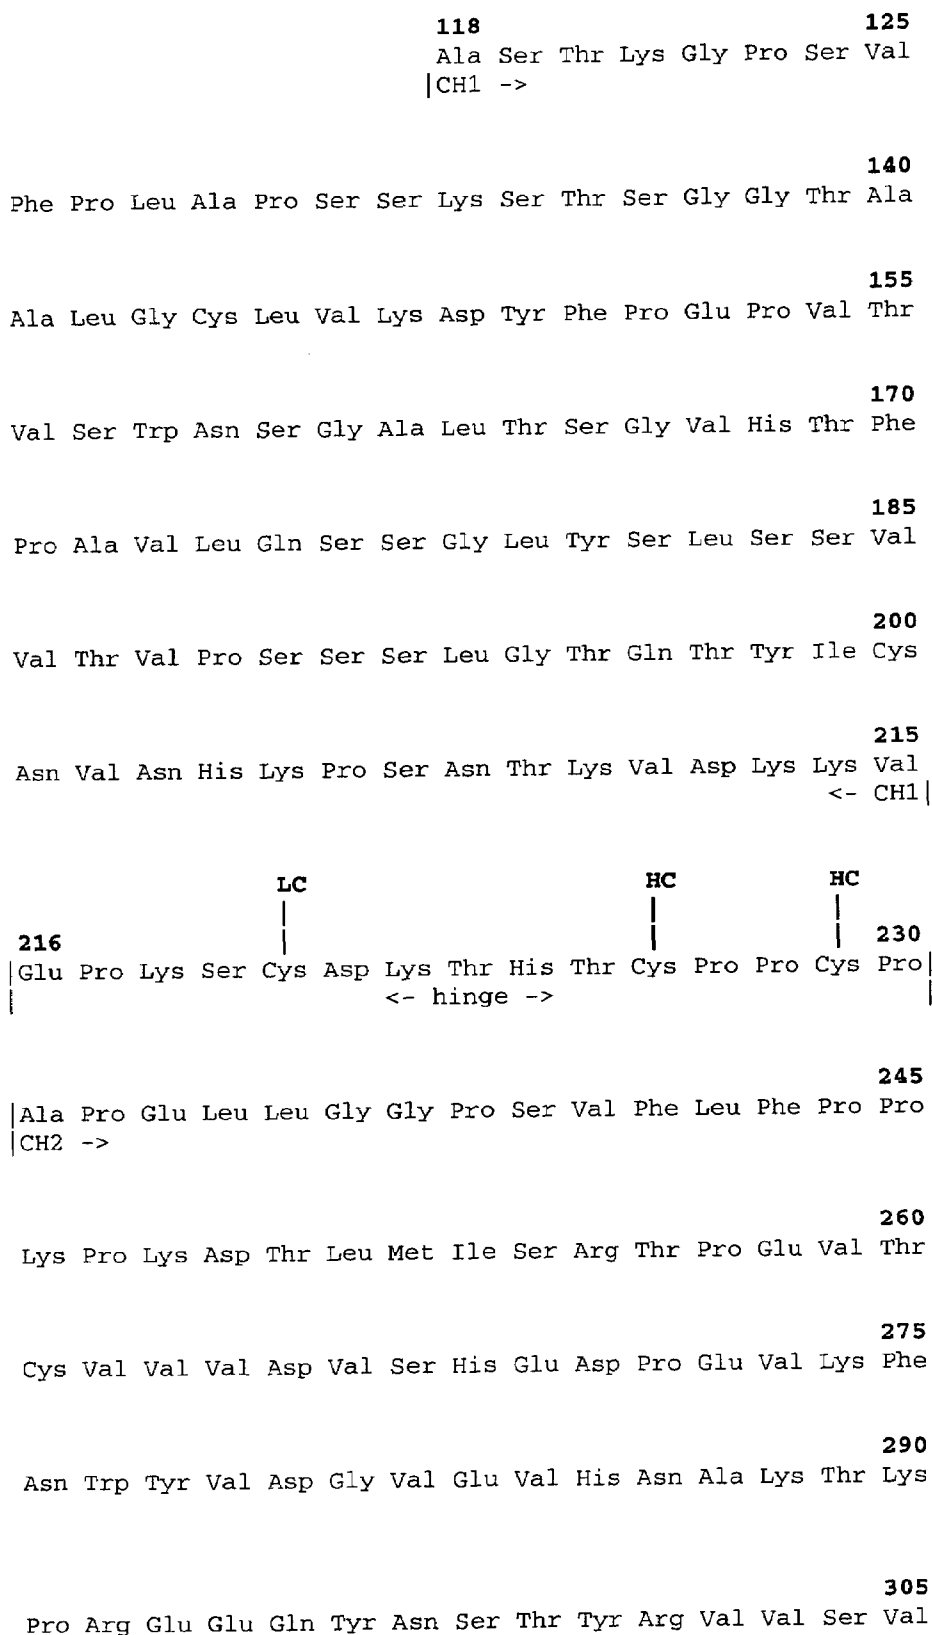 118 125
Ala Ser Thr Lys Gly Pro Ser Val
|CH1 ->
140
Phe Pro Leu Ala Pro Ser Ser Lys Ser Thr Ser Gly Gly Thr Ala
155
Ala Leu Gly Cys Leu Val Lys Asp Tyr Phe Pro Glu Pro Val Thr
170
Val Ser Trp Asn Ser Gly Ala Leu Thr Ser Gly Val His Thr Phe
185
Pro Ala Val Leu Gln Ser Ser Gly Leu Tyr Ser Leu Ser Ser Val
200
Val Thr Val Pro Ser Ser Ser Leu Gly Thr Gln Thr Tyr Ile Cys
215
Asn Val Asn His Lys Pro Ser Asn Thr Lys Val Asp Lys Lys Val
<- CH1|
LC HC HC
216 230
|Glu Pro Lys Ser Cys Asp Lys Thr His Thr Cys Pro Pro Cys Pro|
<- hinge ->
245
|Ala Pro Glu Leu Leu Gly Gly Pro Ser Val Phe Leu Phe Pro Pro
|CH2 ->
260
Lys Pro Lys Asp Thr Leu Met Ile Ser Arg Thr Pro Glu Val Thr
275
Cys Val Val Val Asp Val Ser His Glu Asp Pro Glu Val Lys Phe
290
Asn Trp Tyr Val Asp Gly Val Glu Val His Asn Ala Lys Thr Lys
305
Pro Arg Glu Glu Gln Tyr Asn Ser Thr Tyr Arg Val Val Ser Val